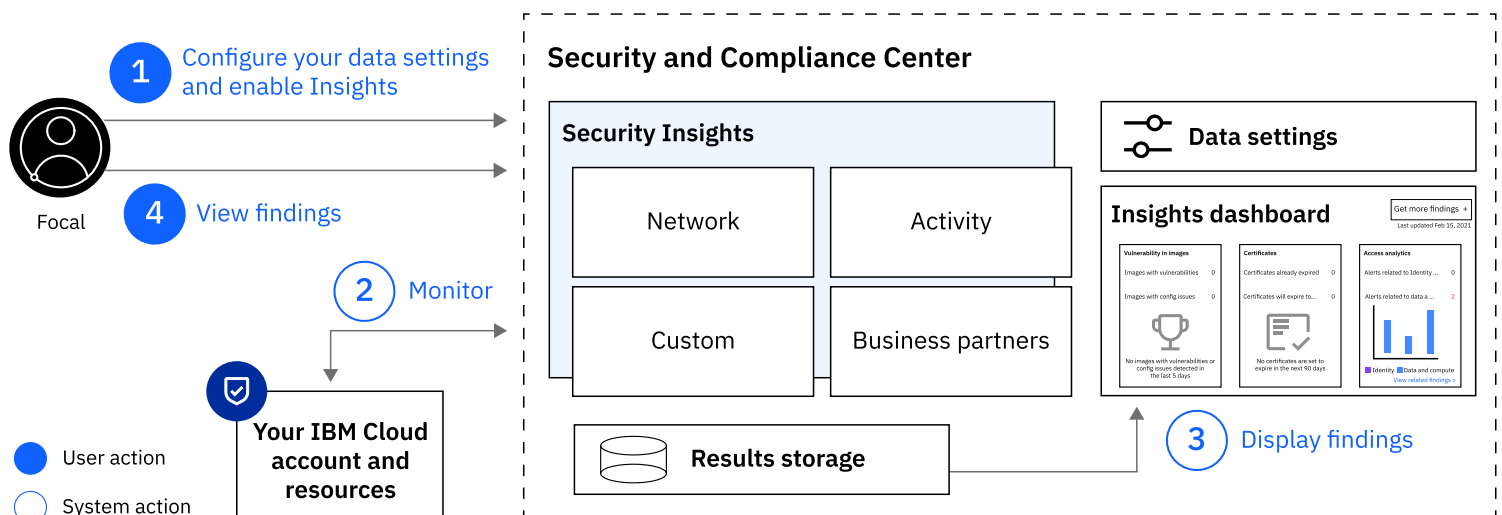 1
Configure your data settings
and enable Insights
Focal
4
View findings
2
Monitor
Your IBM Cloud
account and
resources
User action
System action
Security and Compliance Center
Security Insights
Network
Activity
Custom
Business partners
Results storage
Data settings
Insights dashboard
Get more findings +
Last updated Feb 15, 2021
Vulnerability in images
Images with vulnerabilities 0
Images with config issues 0
No images with vulnerabilities or
config issues detected in
the last 5 days
Certificates
Certificates already expired 0
Certificates will expire to... 0
No certificates are set to
expire in the next 90 days
Access analytics
Alerts related to Identity ... 0
Alerts related to data a ... 2
Identity Data and compute
View related findings >
3
Display findings